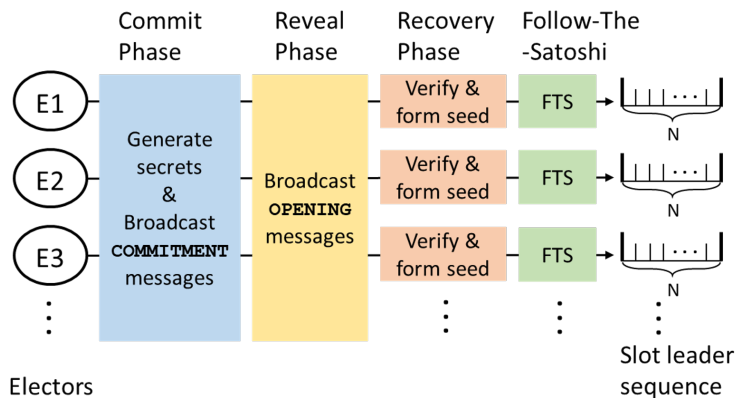 Commit
Phase
Reveal
Phase
Recovery
Phase
Follow-The
-Satoshi
E1
E2
E3
Electors
Generate
secrets
&
Broadcast
COMMITMENT
messages
Broadcast
OPENING
messages
Verify &
form seed
Verify &
form seed
Verify &
form seed
FTS
FTS
FTS
N
N
N
Slot leader
sequence